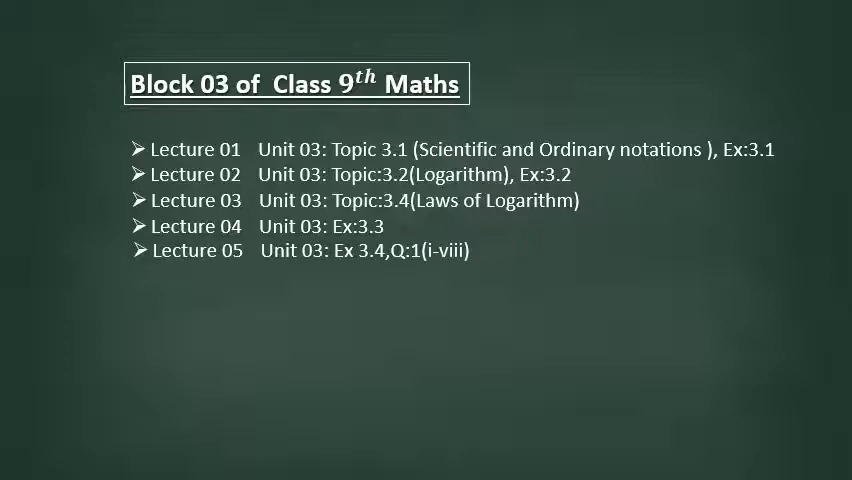 Block 03 of Class 9th Maths
➢ Lecture 01 Unit 03: Topic 3.1 (Scientific and Ordinary notations ), Ex:3.1
➢ Lecture 02 Unit 03: Topic:3.2(Logarithm), Ex:3.2
➢ Lecture 03 Unit 03: Topic:3.4(Laws of Logarithm)
➢ Lecture 04 Unit 03: Ex:3.3
➢ Lecture 05 Unit 03: Ex 3.4,Q:1(i-viii)